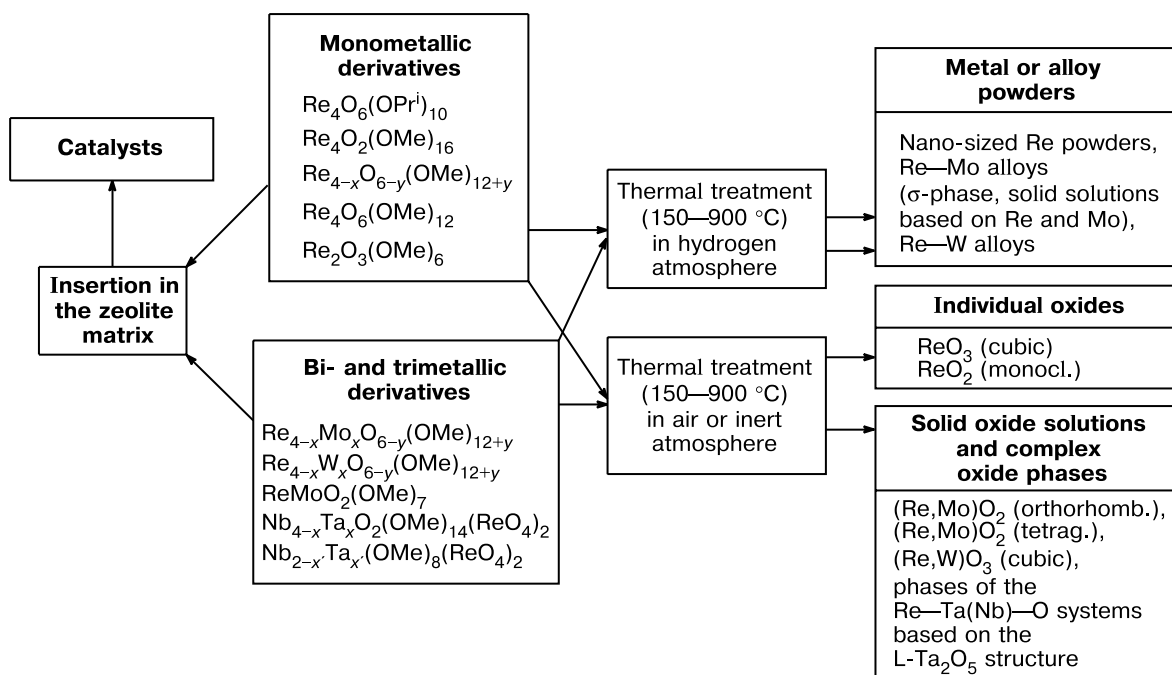 Catalysts
Insertion in
the zeolite
matrix
Monometallic
derivatives
Re₄O₆(OPrⁱ)₁₀
Re₄O₂(OMe)₁₆
Re₄₋ₓO₆₋ᵧ(OMe)₁₂₊ᵧ
Re₄O₆(OMe)₁₂
Re₂O₃(OMe)₆
Bi- and trimetallic
derivatives
Re₄₋ₓMoₓO₆₋ᵧ(OMe)₁₂₊ᵧ
Re₄₋ₓWₓO₆₋ᵧ(OMe)₁₂₊ᵧ
ReMoO₂(OMe)₇
Nb₄₋ₓTaₓO₂(OMe)₁₄(ReO₄)₂
Nb₂₋ₓ′Taₓ′(OMe)₈(ReO₄)₂
Thermal treatment
(150—900 °C)
in hydrogen
atmosphere
Thermal treatment
(150—900 °C)
in air or inert
atmosphere
Metal or alloy
powders
Nano-sized Re powders,
Re—Mo alloys
(σ-phase, solid solutions
based on Re and Mo),
Re—W alloys
Individual oxides
ReO₃ (cubic)
ReO₂ (monocl.)
Solid oxide solutions
and complex
oxide phases
(Re,Mo)O₂ (orthorhomb.),
(Re,Mo)O₂ (tetrag.),
(Re,W)O₃ (cubic),
phases of the
Re—Ta(Nb)—O systems
based on the
L-Ta₂O₅ structure